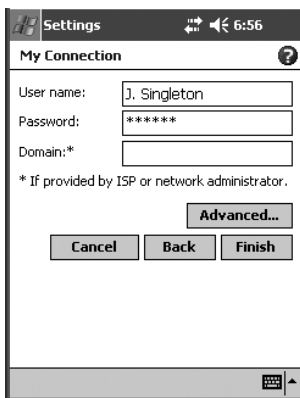 Settings 6:56
My Connection ?
User name: J. Singleton
Password: ******
Domain:*
* If provided by ISP or network administrator.
Advanced...
Cancel Back Finish